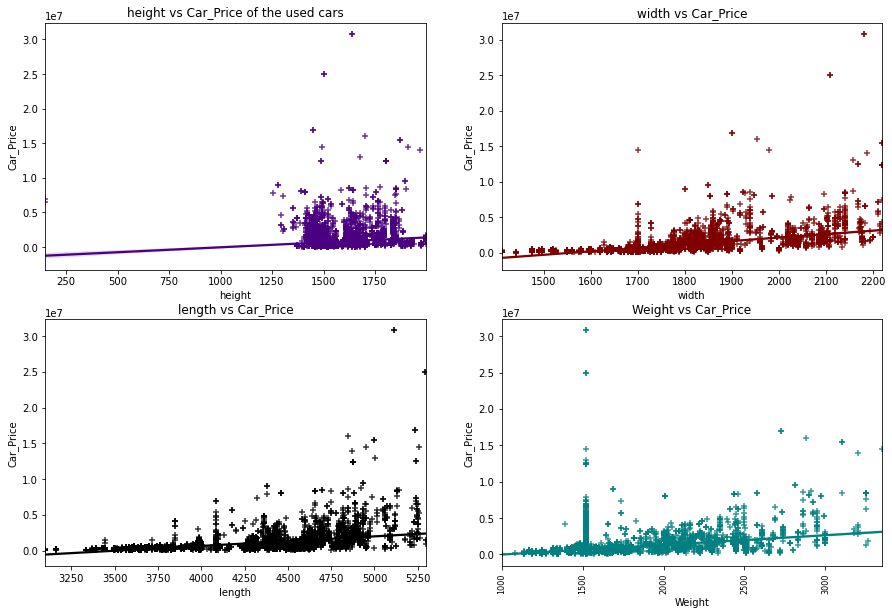 height vs Car_Price of the used cars
1e7
3.0
2.5
2.0
1.5
1.0
0.5
0.0
Car_Price
250 500 750 1000 1250 1500 1750
height
width vs Car_Price
1e7
3.0
2.5
2.0
1.5
1.0
0.5
0.0
Car_Price
1500 1600 1700 1800 1900 2000 2100 2200
width
length vs Car_Price
1e7
3.0
2.5
2.0
1.5
1.0
0.5
0.0
Car_Price
3250 3500 3750 4000 4250 4500 4750 5000 5250
length
Weight vs Car_Price
1e7
3.0
2.5
2.0
1.5
1.0
0.5
0.0
Car_Price
1000 1500 2000 2500 3000
Weight